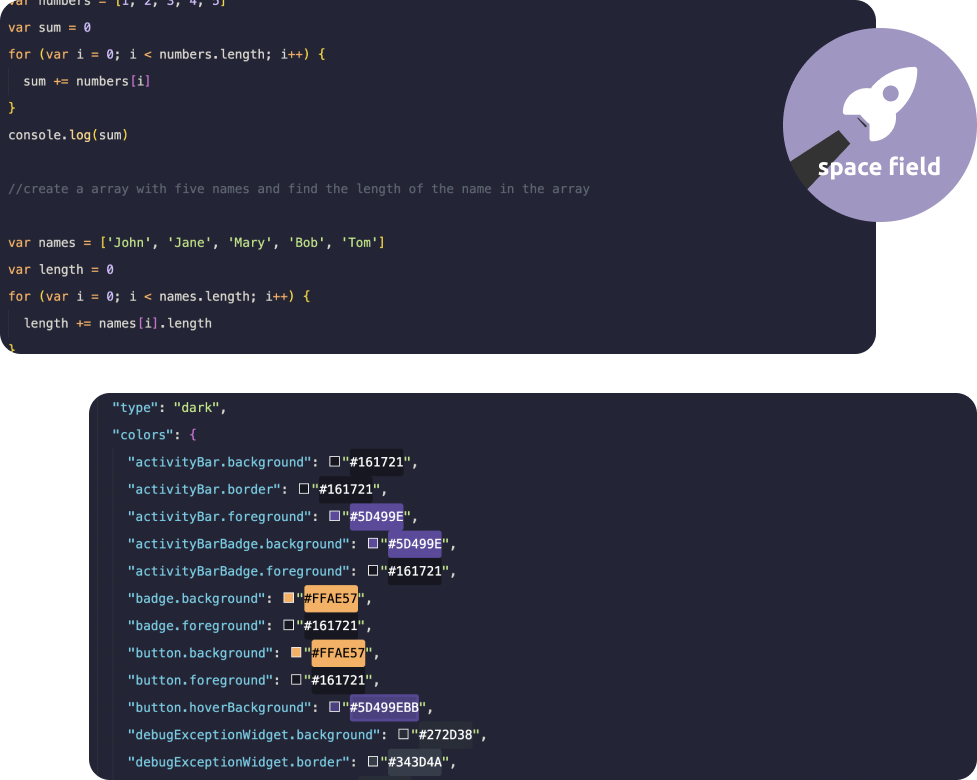 var numbers = [1, 2, 3, 4, 5]
var sum = 0
for (var i = 0; i < numbers.length; i++) {
sum += numbers[i]
}
console.log(sum)
//create a array with five names and find the length of the name in the array
var names = ['John', 'Jane', 'Mary', 'Bob', 'Tom']
var length = 0
for (var i = 0; i < names.length; i++) {
length += names[i].length
}
space field
"type": "dark",
"colors": {
"activityBar.background": "#161721",
"activityBar.border": "#161721",
"activityBar.foreground": "#5D499E",
"activityBarBadge.background": "#5D499E",
"activityBarBadge.foreground": "#161721",
"badge.background": "#FFAE57",
"badge.foreground": "#161721",
"button.background": "#FFAE57",
"button.foreground": "#161721",
"button.hoverBackground": "#5D499EBB",
"debugExceptionWidget.background": "#272D38",
"debugExceptionWidget.border": "#343D4A",